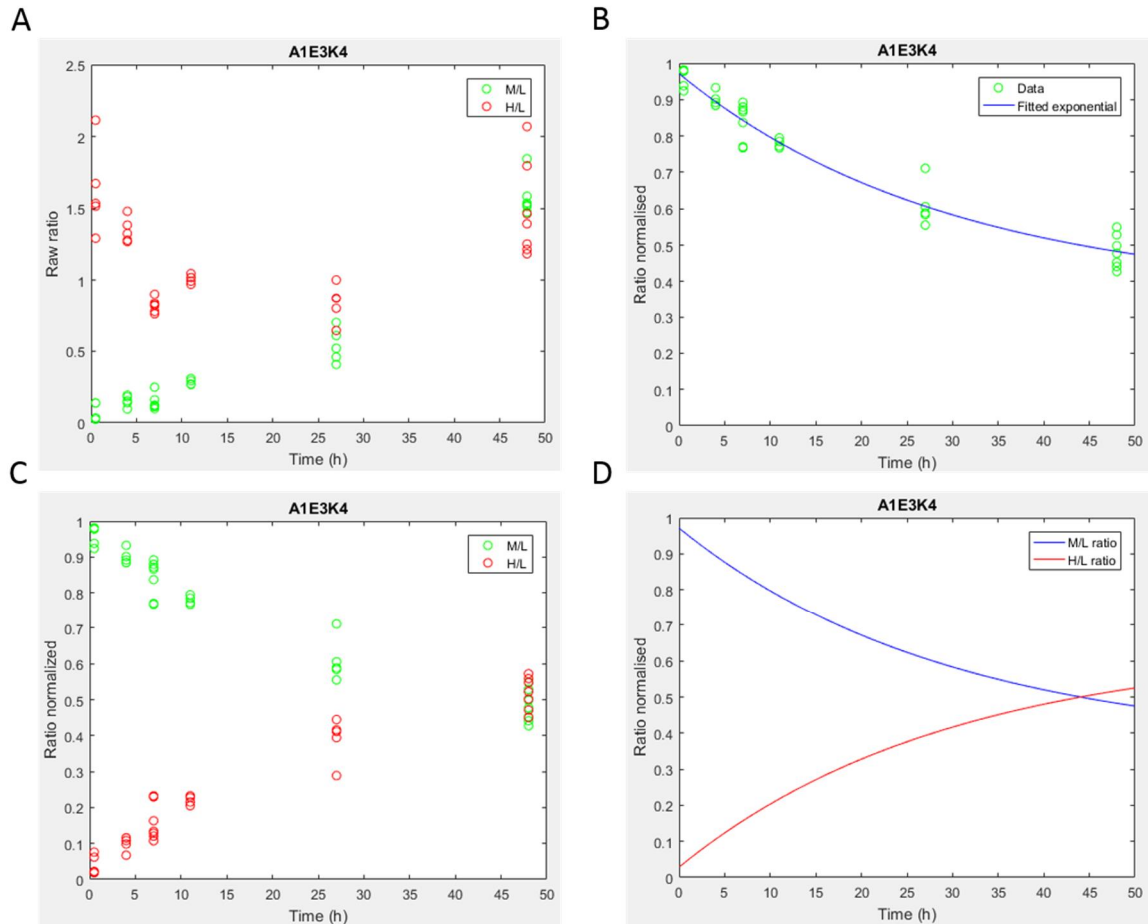 A
A1E3K4
2.5
2
1.5
1
0.5
0
Raw ratio
M/L
H/L
0 5 10 15 20 25 30 35 40 45 50
Time (h)
B
A1E3K4
1
0.9
0.8
0.7
0.6
0.5
0.4
0.3
0.2
0.1
0
Ratio normalised
Data
Fitted exponential
0 5 10 15 20 25 30 35 40 45 50
Time (h)
C
A1E3K4
1
0.9
0.8
0.7
0.6
0.5
0.4
0.3
0.2
0.1
0
Ratio normalized
M/L
H/L
0 5 10 15 20 25 30 35 40 45 50
Time (h)
D
A1E3K4
1
0.9
0.8
0.7
0.6
0.5
0.4
0.3
0.2
0.1
0
Ratio normalised
M/L ratio
H/L ratio
0 5 10 15 20 25 30 35 40 45 50
Time (h)